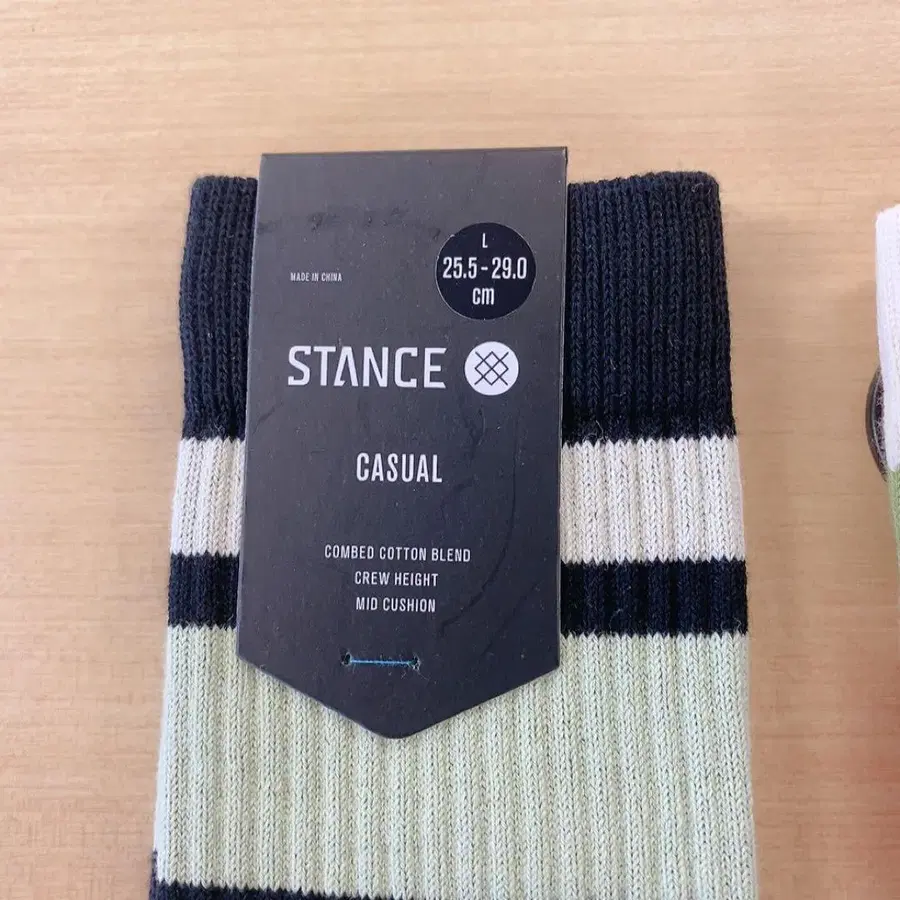 L
25.5-29.0
cm
MADE IN CHINA
STANCE
CASUAL
COMBED COTTON BLEND
CREW HEIGHT
MID CUSHION